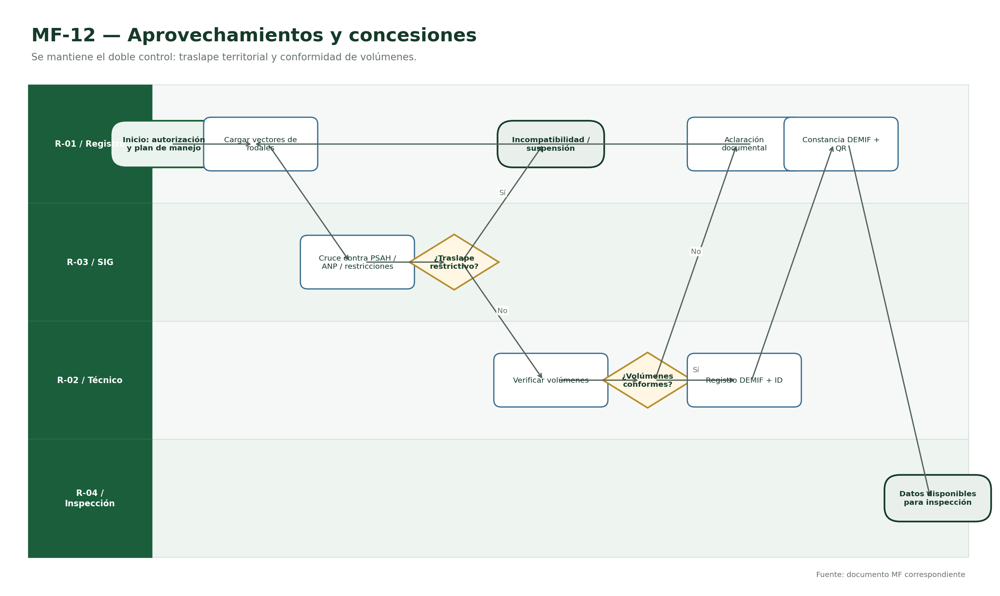 MF-12 — Aprovechamientos y concesiones
Se mantiene el doble control: traslape territorial y conformidad de volúmenes.
R-01 / Registro
Inicio: autorización
y plan de manejo
Cargar vectores de
rodales
Incompatibilidad /
suspensión
Aclaración
documental
Constancia DEMIF +
QR
Sí
R-03 / SIG
Cruce contra PSAH /
ANP / restricciones
¿Traslape
restrictivo?
No
No
R-02 / Técnico
Verificar volúmenes
¿Volúmenes
conformes?
Sí
Registro DEMIF + ID
R-04 /
Inspección
Datos disponibles
para inspección
Fuente: documento MF correspondiente